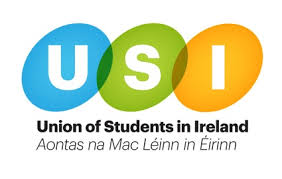 USI
Union of Students in Ireland
Aontas na Mac Léinn in Éirinn